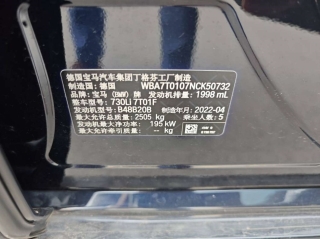 德国宝马汽车集团丁格芬工厂制造
制造国：德国 WBA7T0107NCK50732
品牌：宝马（BMW）牌 发动机排量：1998 mL
整车型号：730Li 7T01F
发动机型号：B48B20B 制造年月：2022-04
最大允许总质量：2505 kg 乘坐人数：5
发动机最大净功率：195 kW
最大允许牵引质量：-- kg